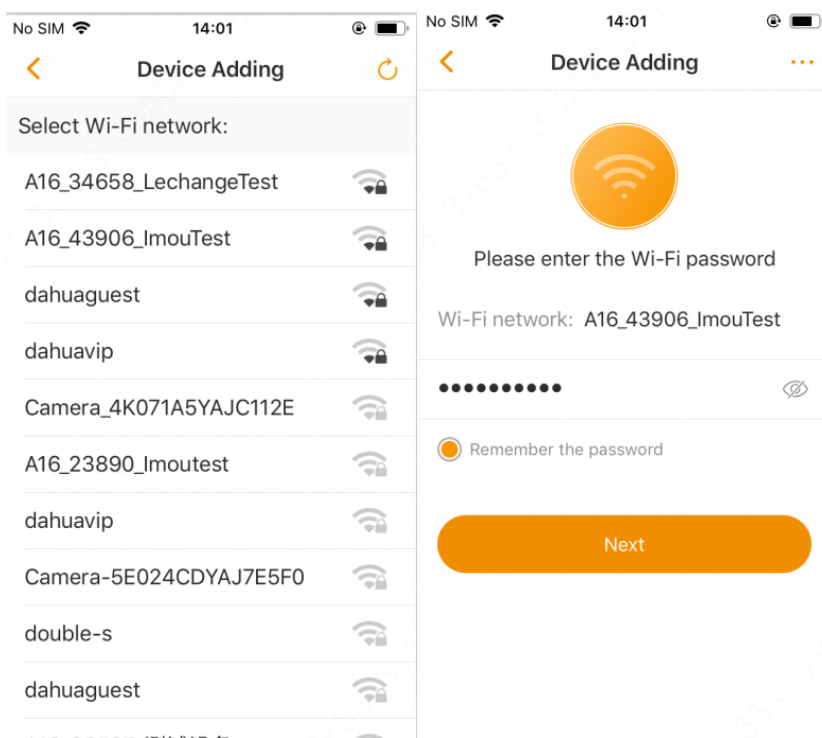 No SIM 14:01
Device Adding
Select Wi-Fi network:
A16_34658_LechangeTest
A16_43906_ImouTest
dahuaguest
dahuavip
Camera_4K071A5YAJC112E
A16_23890_Imoutest
dahuavip
Camera-5E024CDYAJ7E5F0
double-s
dahuaguest
No SIM 14:01
Device Adding
Please enter the Wi-Fi password
Wi-Fi network: A16_43906_ImouTest
••••••••••
Remember the password
Next